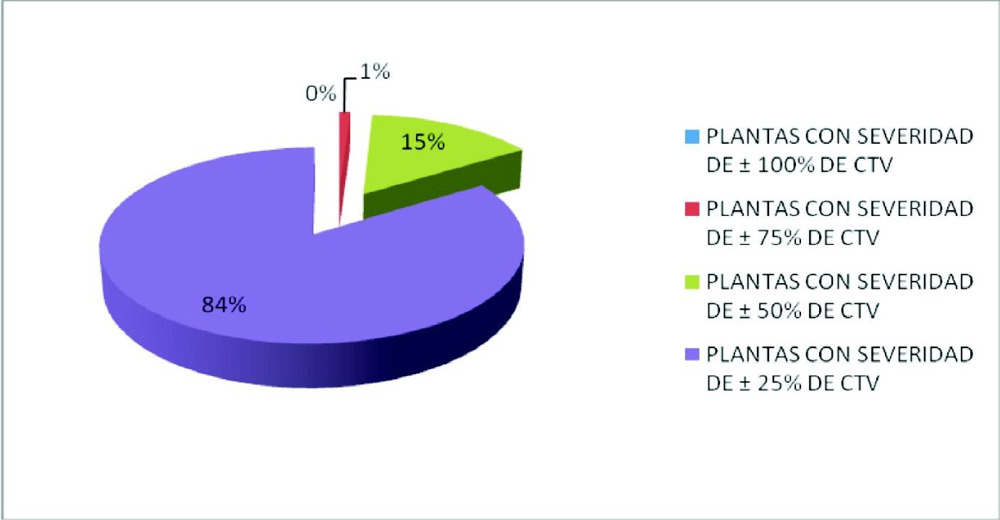 1%
0%
15%
84%
PLANTAS CON SEVERIDAD
DE ± 100% DE CTV
PLANTAS CON SEVERIDAD
DE ± 75% DE CTV
PLANTAS CON SEVERIDAD
DE ± 50% DE CTV
PLANTAS CON SEVERIDAD
DE ± 25% DE CTV